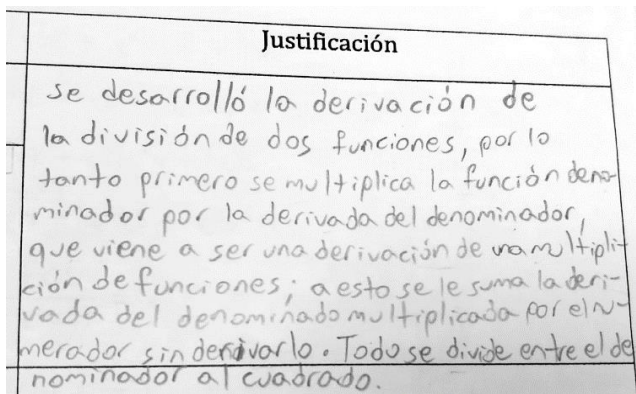 Justificación
se desarrolló la derivación de
la división de dos funciones, por lo
tanto primero se multiplica la función deno-
minador por la derivada del denominador,
que viene a ser una derivación de una multipli-
ción de funciones; a esto se le suma la deri-
vada del denominado multiplicada por el nu-
merador sin derivarlo. Todo se divide entre el de
nominador al cuadrado.